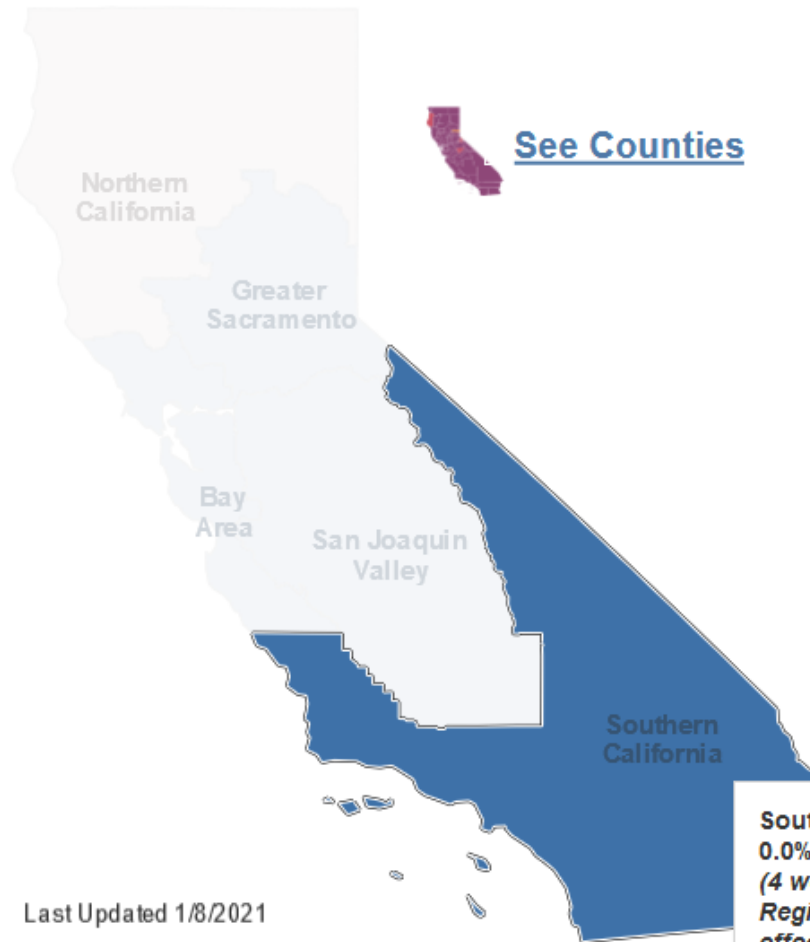 See Counties
Northern
California
Greater
Sacramento
Bay
Area
San Joaquin
Valley
Southern
California
0.0%
(4
Last Updated 1/8/2021